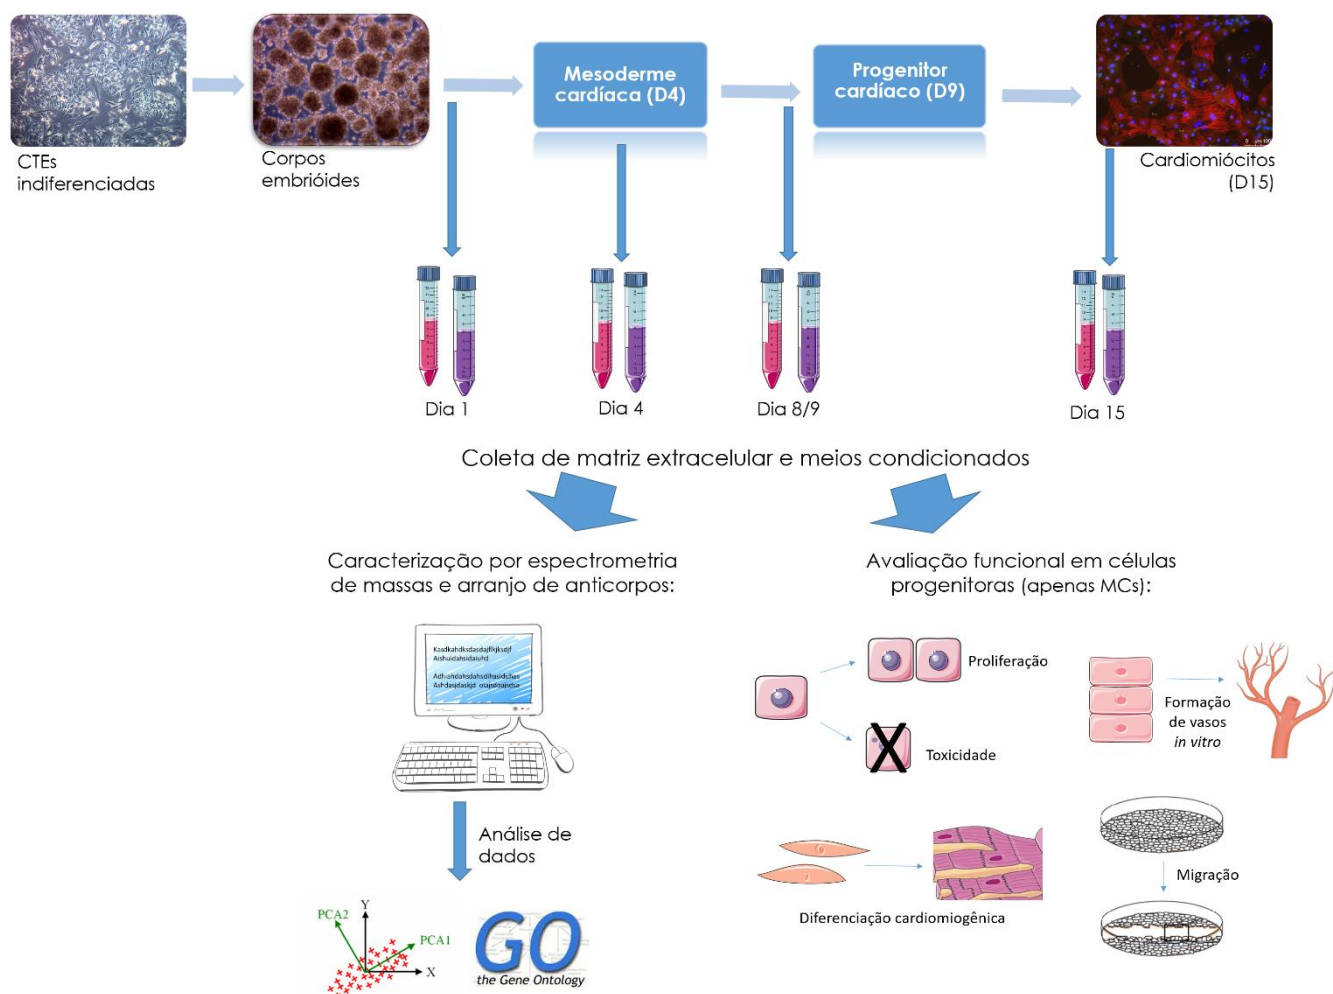 Mesoderme
cardíaca (D4)
Progenitor
cardíaco (D9)
CTEs
indiferenciadas
Corpos
embrióides
Cardiomiócitos
(D15)
Dia 1
Dia 4
Dia 8/9
Dia 15
Coleta de matriz extracelular e meios condicionados
Caracterização por espectrometria
de massas e arranjo de anticorpos:
Avaliação funcional em células
progenitoras (apenas MCs):
Proliferação
Toxicidade
Formação
de vasos
in vitro
Análise de
dados
Migração
Diferenciação cardiomiogênica
PCA2
Y
PCA1
X
GO
the Gene Ontology